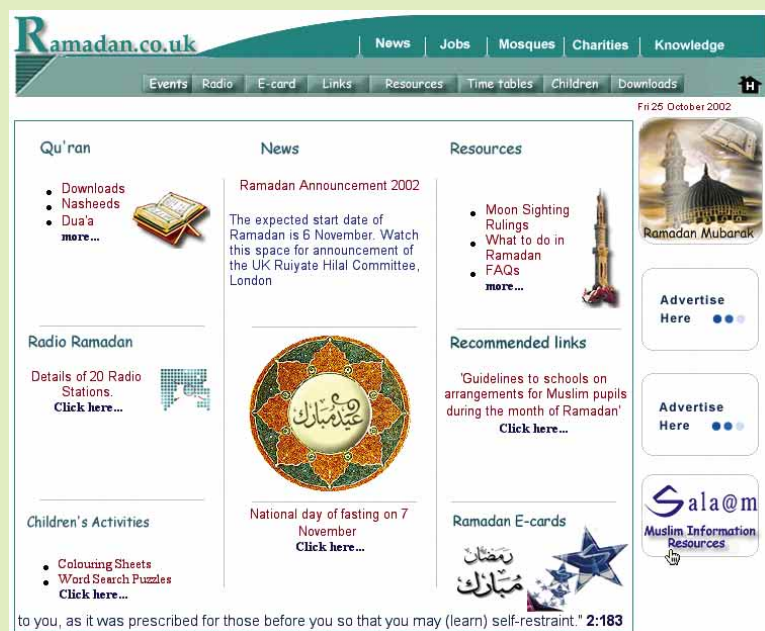 Ramadan.co.uk
News Jobs Mosques Charities Knowledge
Events Radio E-card Links Resources Time tables Children Downloads
H
Fri 25 October 2002
Qu'ran
Downloads
Nasheeds
Dua'a
more...
News
Ramadan Announcement 2002
The expected start date of
Ramadan is 6 November. Watch
this space for announcement of
the UK Ruiyate Hilal Committee,
London
Resources
Moon Sighting
Rulings
What to do in
Ramadan
FAQs
more...
Ramadan Mubarak
Advertise
Here
Radio Ramadan
Details of 20 Radio
Stations.
Click here...
عيد مبارك
Recommended links
'Guidelines to schools on
arrangements for Muslim pupils
during the month of Ramadan'
Click here...
Advertise
Here
Children's Activities
Colouring Sheets
Word Search Puzzles
Click here...
National day of fasting on 7
November
Click here...
Ramadan E-cards
رمضان
مبارك
Sala@m
Muslim Information
Resources
to you, as it was prescribed for those before you so that you may (learn) self-restraint." 2:183